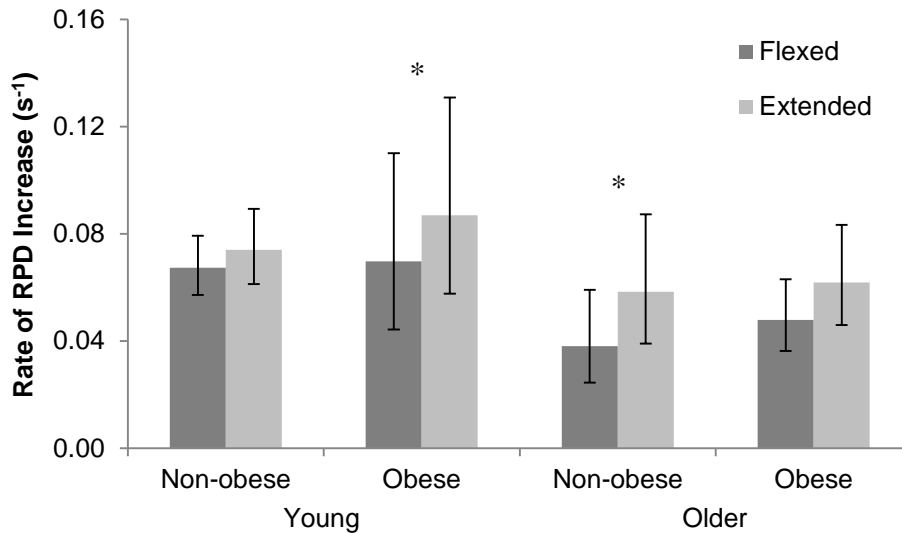 0.16
0.12
0.08
0.04
0.00
Rate of RPD Increase (s⁻¹)
Flexed
Extended
*
*
Non-obese Obese Non-obese Obese
Young Older